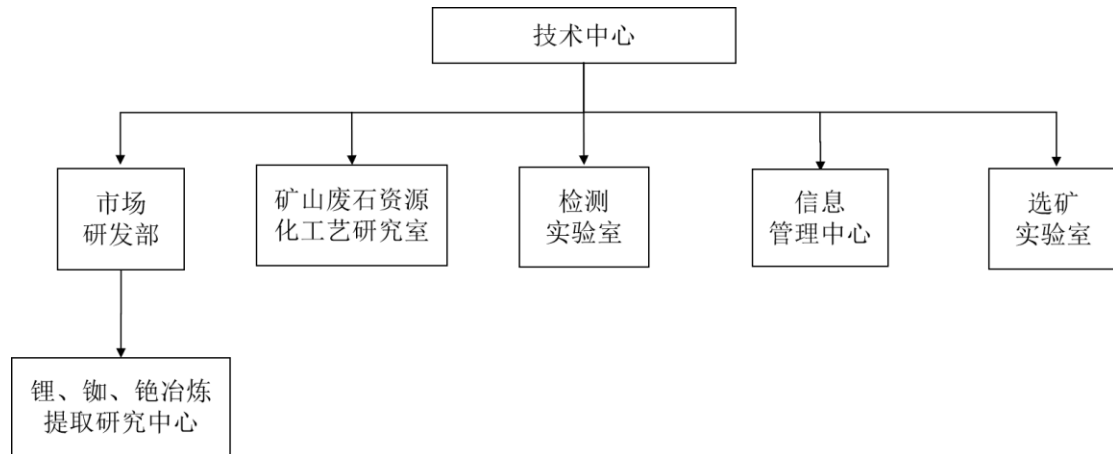 技术中心
市场
研发部
矿山废石资源
化工艺研究室
检测
实验室
信息
管理中心
选矿
实验室
锂、铷、铯冶炼
提取研究中心